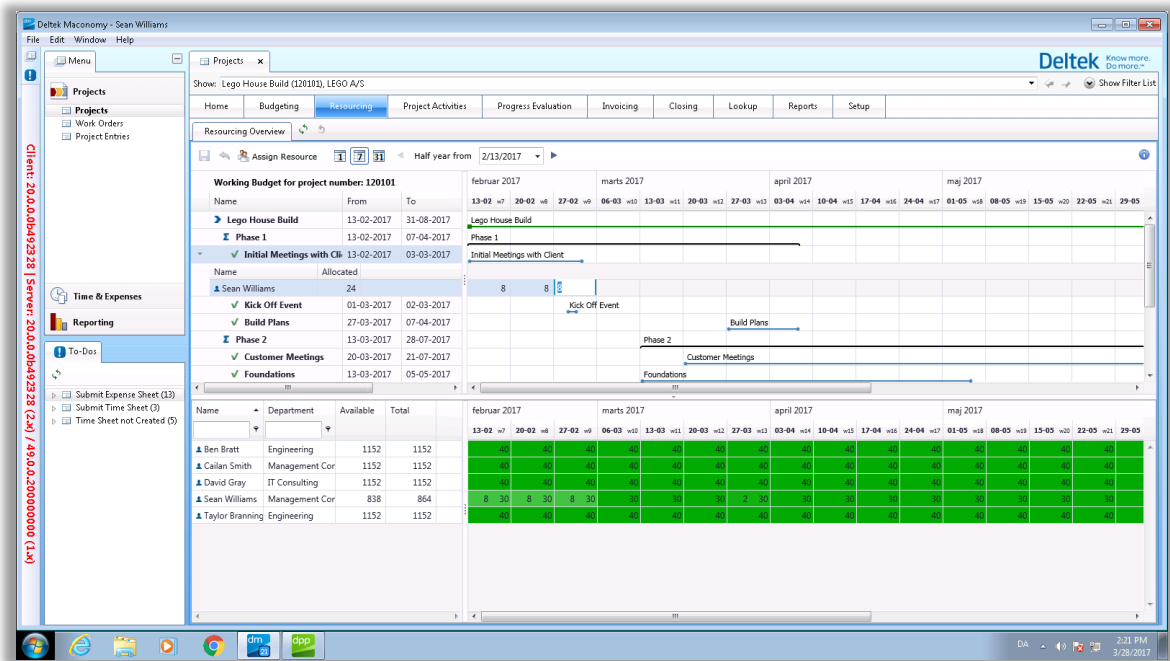 Deltek Maconomy - Sean Williams
File Edit Window Help
Menu
Projects
Projects
Work Orders
Project Entries
Time & Expenses
Reporting
To-Dos
Submit Expense Sheet (13)
Submit Time Sheet (3)
Time Sheet not Created (5)
Client: 20.0.0.0b492328 | Server: 20.0.0.0b492328 (2.x) / 49.0.0.200000000 (1.x)
Projects x
Deltek Know more. Do more.™
Show: Lego House Build (120101), LEGO A/S
Show Filter List
Home Budgeting Resourcing Project Activities Progress Evaluation Invoicing Closing Lookup Reports Setup
Resourcing Overview
Assign Resource 1 7 31 Half year from 2/13/2017
Working Budget for project number: 120101 februar 2017 marts 2017 april 2017 maj 2017
Name From To 13-02 w7 20-02 w8 27-02 w9 06-03 w10 13-03 w11 20-03 w12 27-03 w13 03-04 w14 10-04 w15 17-04 w16 24-04 w17 01-05 w18 08-05 w19 15-05 w20 22-05 w21 29-05
Lego House Build 13-02-2017 31-08-2017 Lego House Build
Phase 1 13-02-2017 07-04-2017 Phase 1
Initial Meetings with Cli 13-02-2017 03-03-2017 Initial Meetings with Client
Name Allocated
Sean Williams 24 8 8 8
Kick Off Event 01-03-2017 02-03-2017 Kick Off Event
Build Plans 27-03-2017 07-04-2017 Build Plans
Phase 2 13-03-2017 28-07-2017 Phase 2
Customer Meetings 20-03-2017 21-07-2017 Customer Meetings
Foundations 13-03-2017 05-05-2017 Foundations
Name Department Available Total februar 2017 marts 2017 april 2017 maj 2017
13-02 w7 20-02 w8 27-02 w9 06-03 w10 13-03 w11 20-03 w12 27-03 w13 03-04 w14 10-04 w15 17-04 w16 24-04 w17 01-05 w18 08-05 w19 15-05 w20 22-05 w21 29-05
Ben Bratt Engineering 1152 1152 40 40 40 40 40 40 40 40 40 40 40 40 40 40 40
Cailan Smith Management Cor 1152 1152 40 40 40 40 40 40 40 40 40 40 40 40 40 40 40
David Gray IT Consulting 1152 1152 40 40 40 40 40 40 40 40 40 40 40 40 40 40 40
Sean Williams Management Cor 838 864 8 30 8 30 8 30 30 30 30 2 30 30 30 30 30 30 30 30 30
Taylor Branning Engineering 1152 1152 40 40 40 40 40 40 40 40 40 40 40 40 40 40 40
dm 21 dpp
DA 2:21 PM
3/28/2017